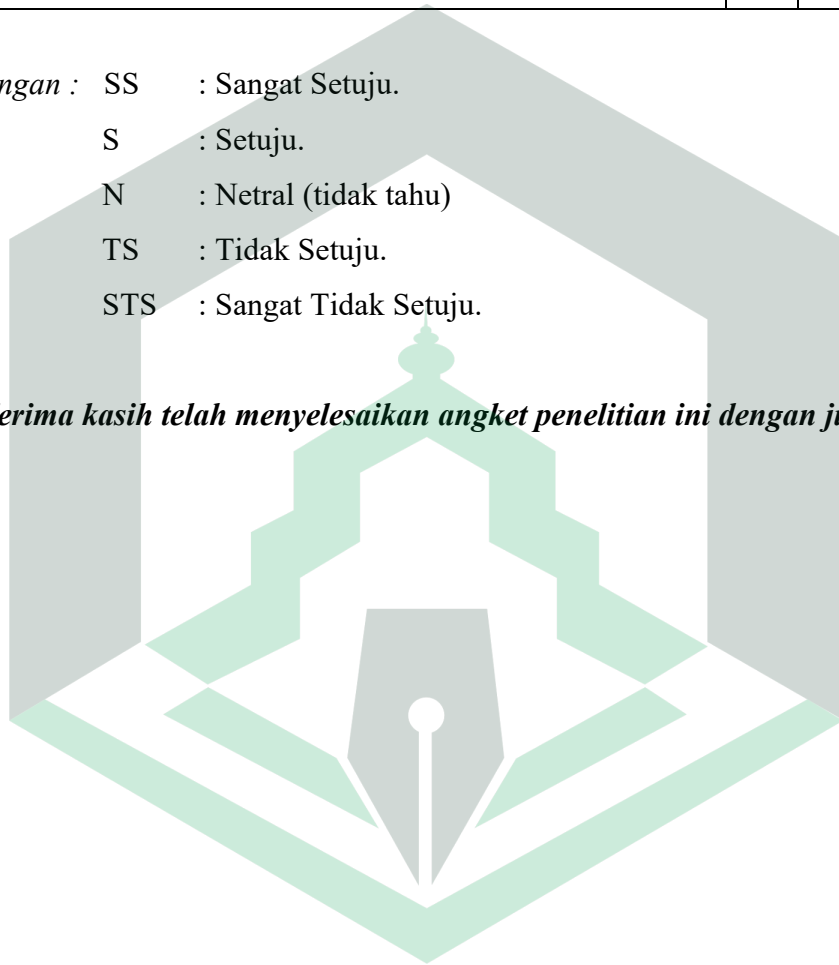 ngan : SS : Sangat Setuju.
S : Setuju.
N : Netral (tidak tahu)
TS : Tidak Setuju.
STS : Sangat Tidak Setuju.
erima kasih telah menyelesaikan angket penelitian ini dengan